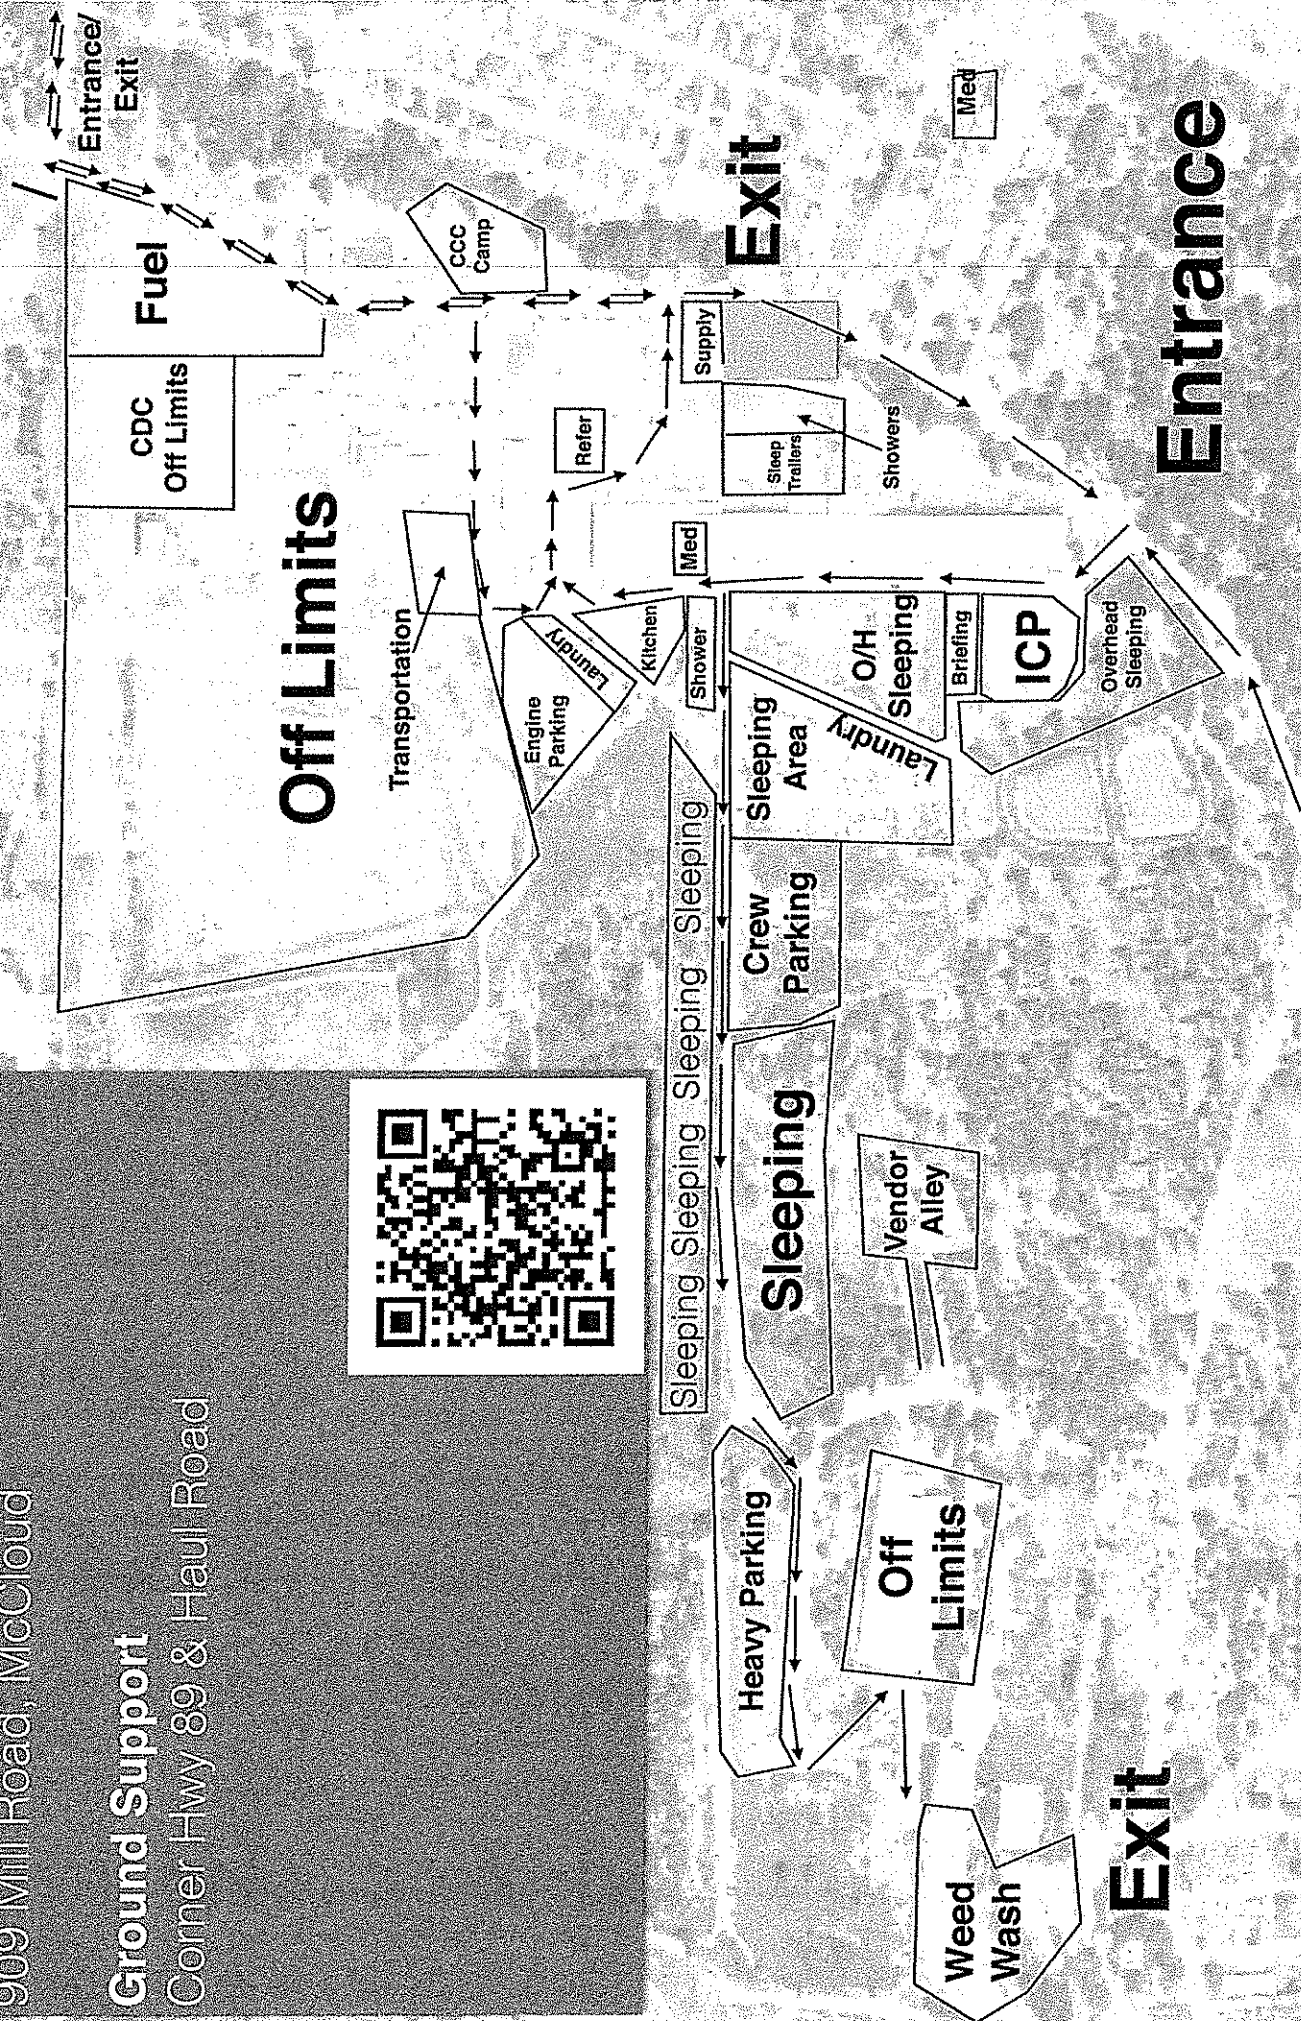 909 Mill Road, McCloud
Ground Support
Corner Hwy 89 & Haul Road
Entrance/
Exit
Fuel
CDC
Off Limits
Off Limits
Transportation
CCC
Camp
Refer
Engine
Parking
Laundry
Kitchen
Med
Shower
Supply
Exit
Sleep
Trailers
Showers
Med
Entrance
Sleeping Sleeping Sleeping Sleeping Sleeping
Sleeping
Area
Laundry
O/H
Sleeping
Briefing
ICP
Overhead
Sleeping
Crew
Parking
Sleeping
Vendor
Alley
Heavy Parking
Off
Limits
Weed
Wash
Exit